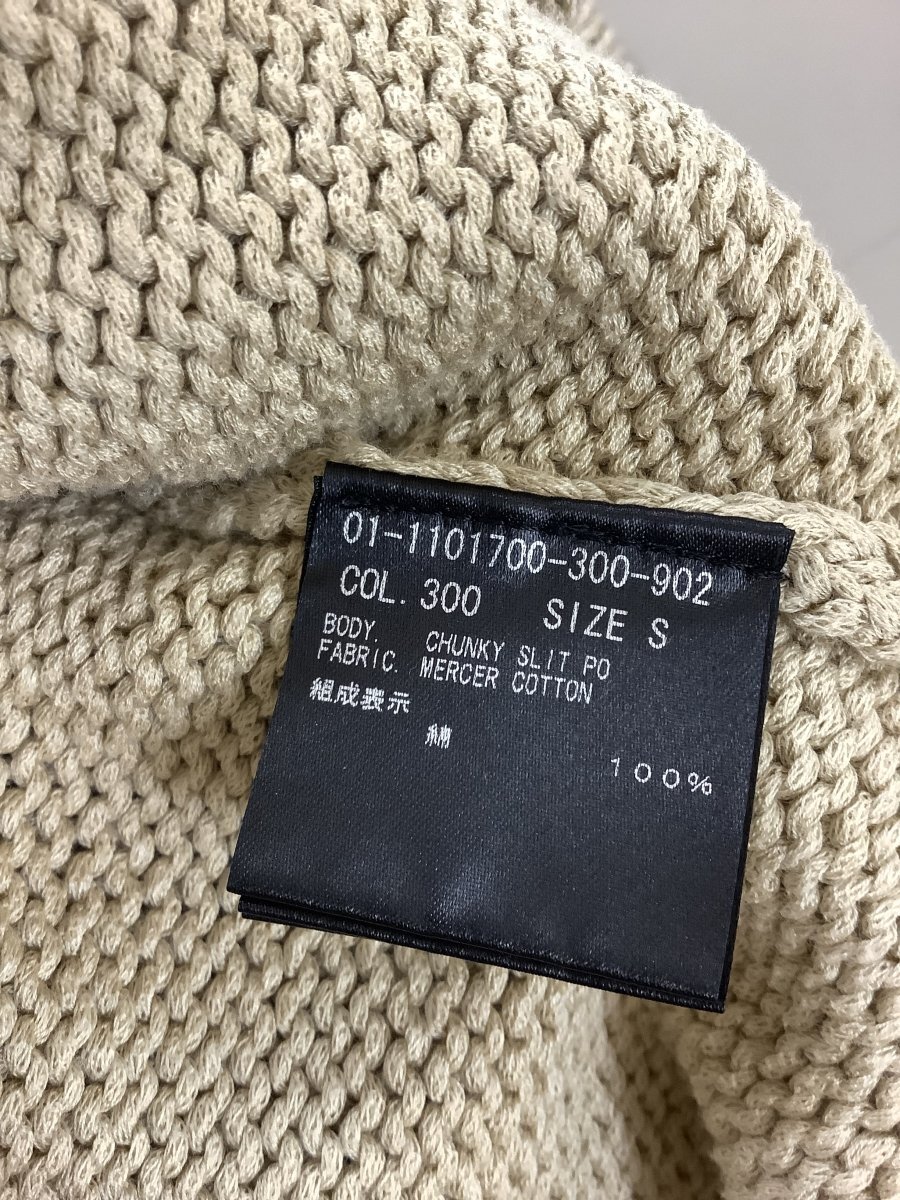 01-1101700-300-902
COL. 300 SIZE S
BODY. CHUNKY SLIT PO
FABRIC. MERCER COTTON
組成表示
綿
100%